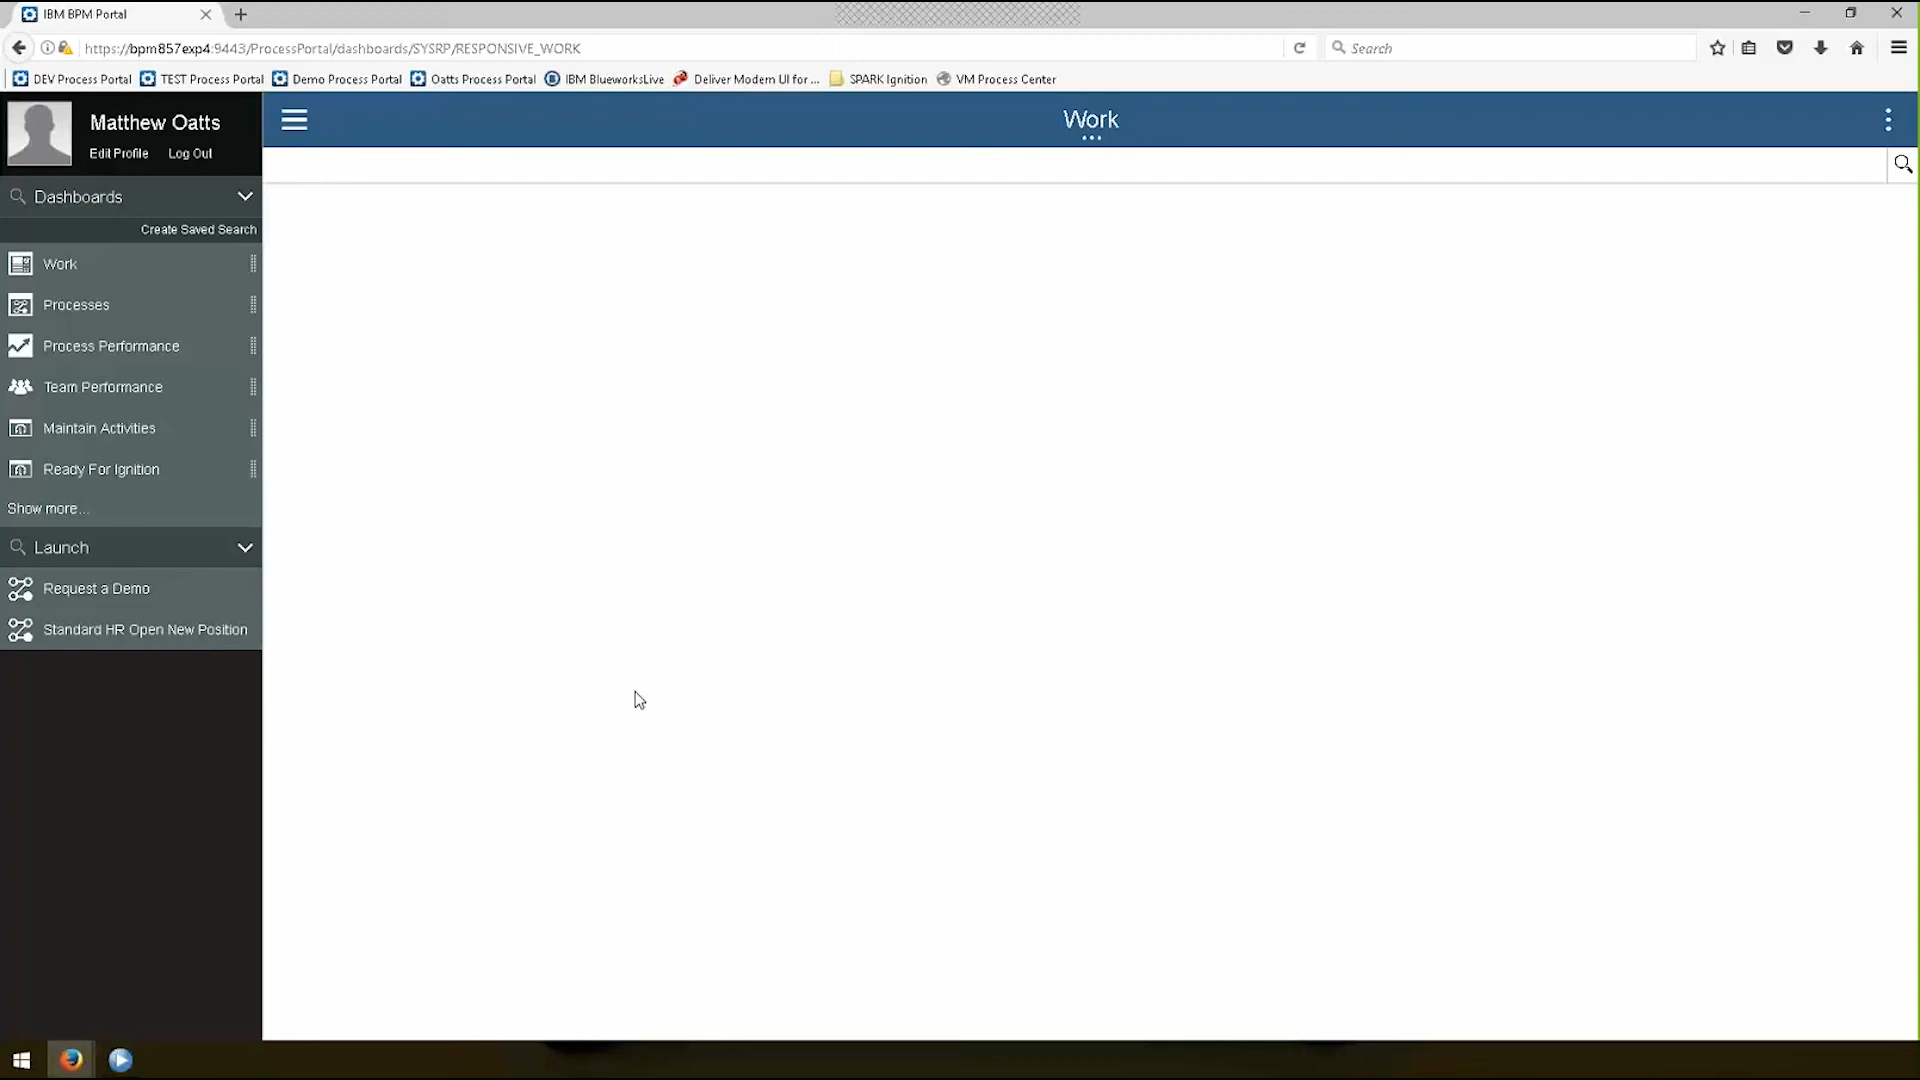 IBM BPM Portal
https://bpm857exp4:9443/ProcessPortal/dashboards/SYSRP/RESPONSIVE_WORK
Search
DEV Process Portal TEST Process Portal Demo Process Portal Oatts Process Portal IBM BlueworksLive Deliver Modern UI for ... SPARK Ignition VM Process Center
Matthew Oatts
Edit Profile Log Out
Work
Dashboards
Create Saved Search
Work
Processes
Process Performance
Team Performance
Maintain Activities
Ready For Ignition
Show more...
Launch
Request a Demo
Standard HR Open New Position